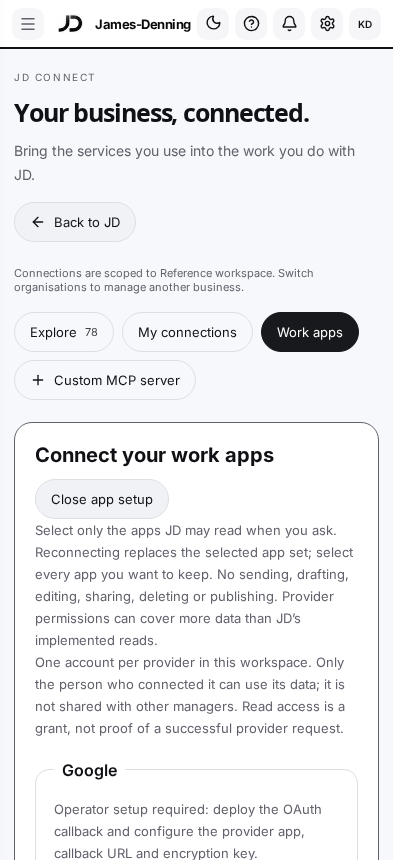 JD James-Denning KD
JD CONNECT
Your business, connected.
Bring the services you use into the work you do with
JD.
Back to JD
Connections are scoped to Reference workspace. Switch
organisations to manage another business.
Explore 78 My connections Work apps
Custom MCP server
Connect your work apps
Close app setup
Select only the apps JD may read when you ask.
Reconnecting replaces the selected app set; select
every app you want to keep. No sending, drafting,
editing, sharing, deleting or publishing. Provider
permissions can cover more data than JD’s
implemented reads.
One account per provider in this workspace. Only
the person who connected it can use its data; it is
not shared with other managers. Read access is a
grant, not proof of a successful provider request.
Google
Operator setup required: deploy the OAuth
callback and configure the provider app,
callback URL and encryption key.